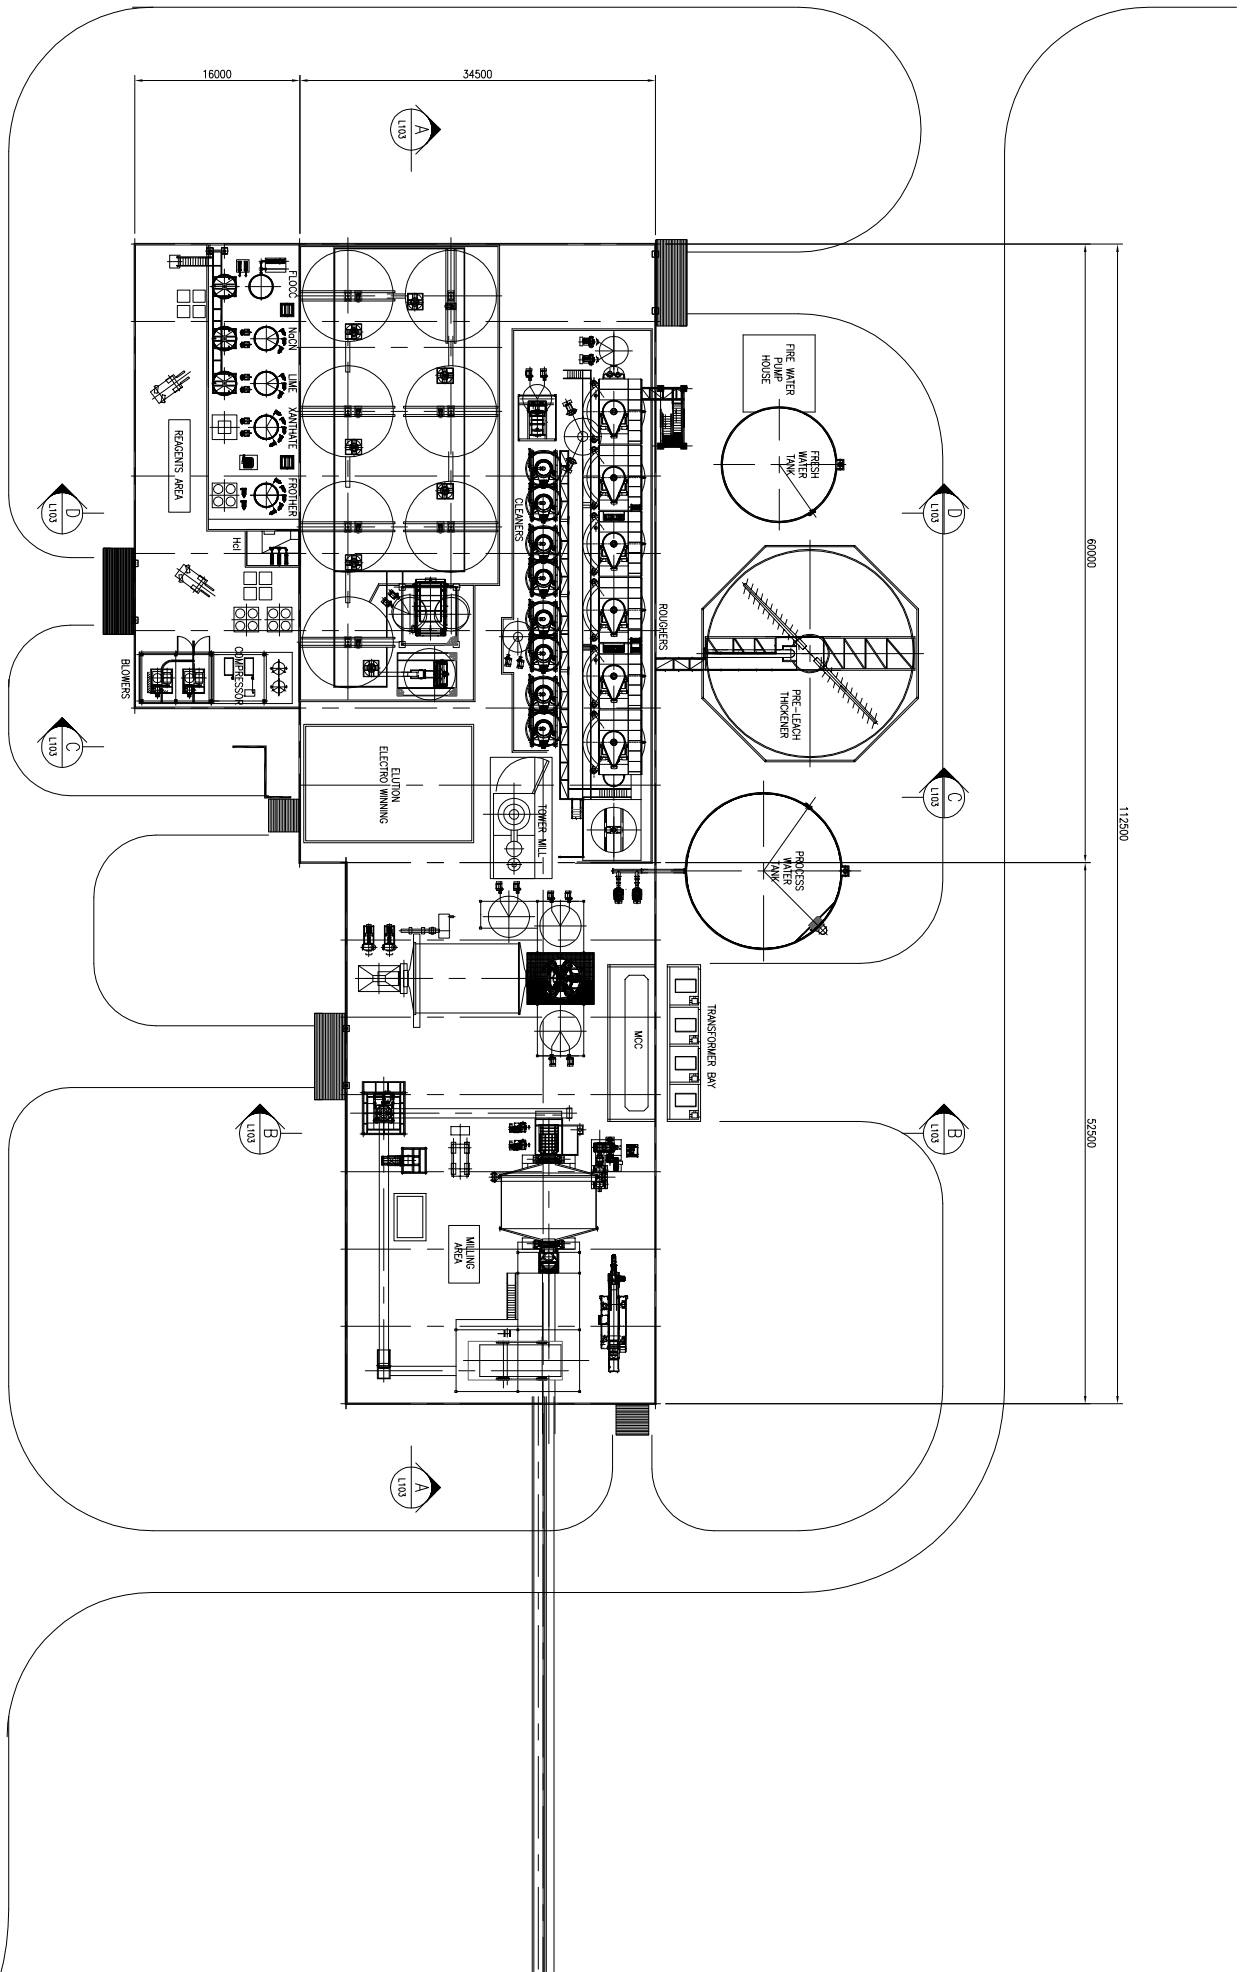 16000
34500
A
L103
FLOCC
NaCN
LIME
XANTHATE
FROTHER
REAGENTS AREA
Hcl
BLOWERS
COMPRESSOR
CLEANERS
ROUGHERS
FIRE WATER
PUMP
HOUSE
FRESH
WATER
TANK
PRE-LEACH
THICKENER
PROCESS
WATER
TANK
D
L103
D
L103
C
L103
C
L103
60000
112500
52500
ELUTION
ELECTRO WINNING
TOWER MILL
MCC
TRANSFORMER BAY
B
L103
B
L103
MILLING
AREA
A
L103